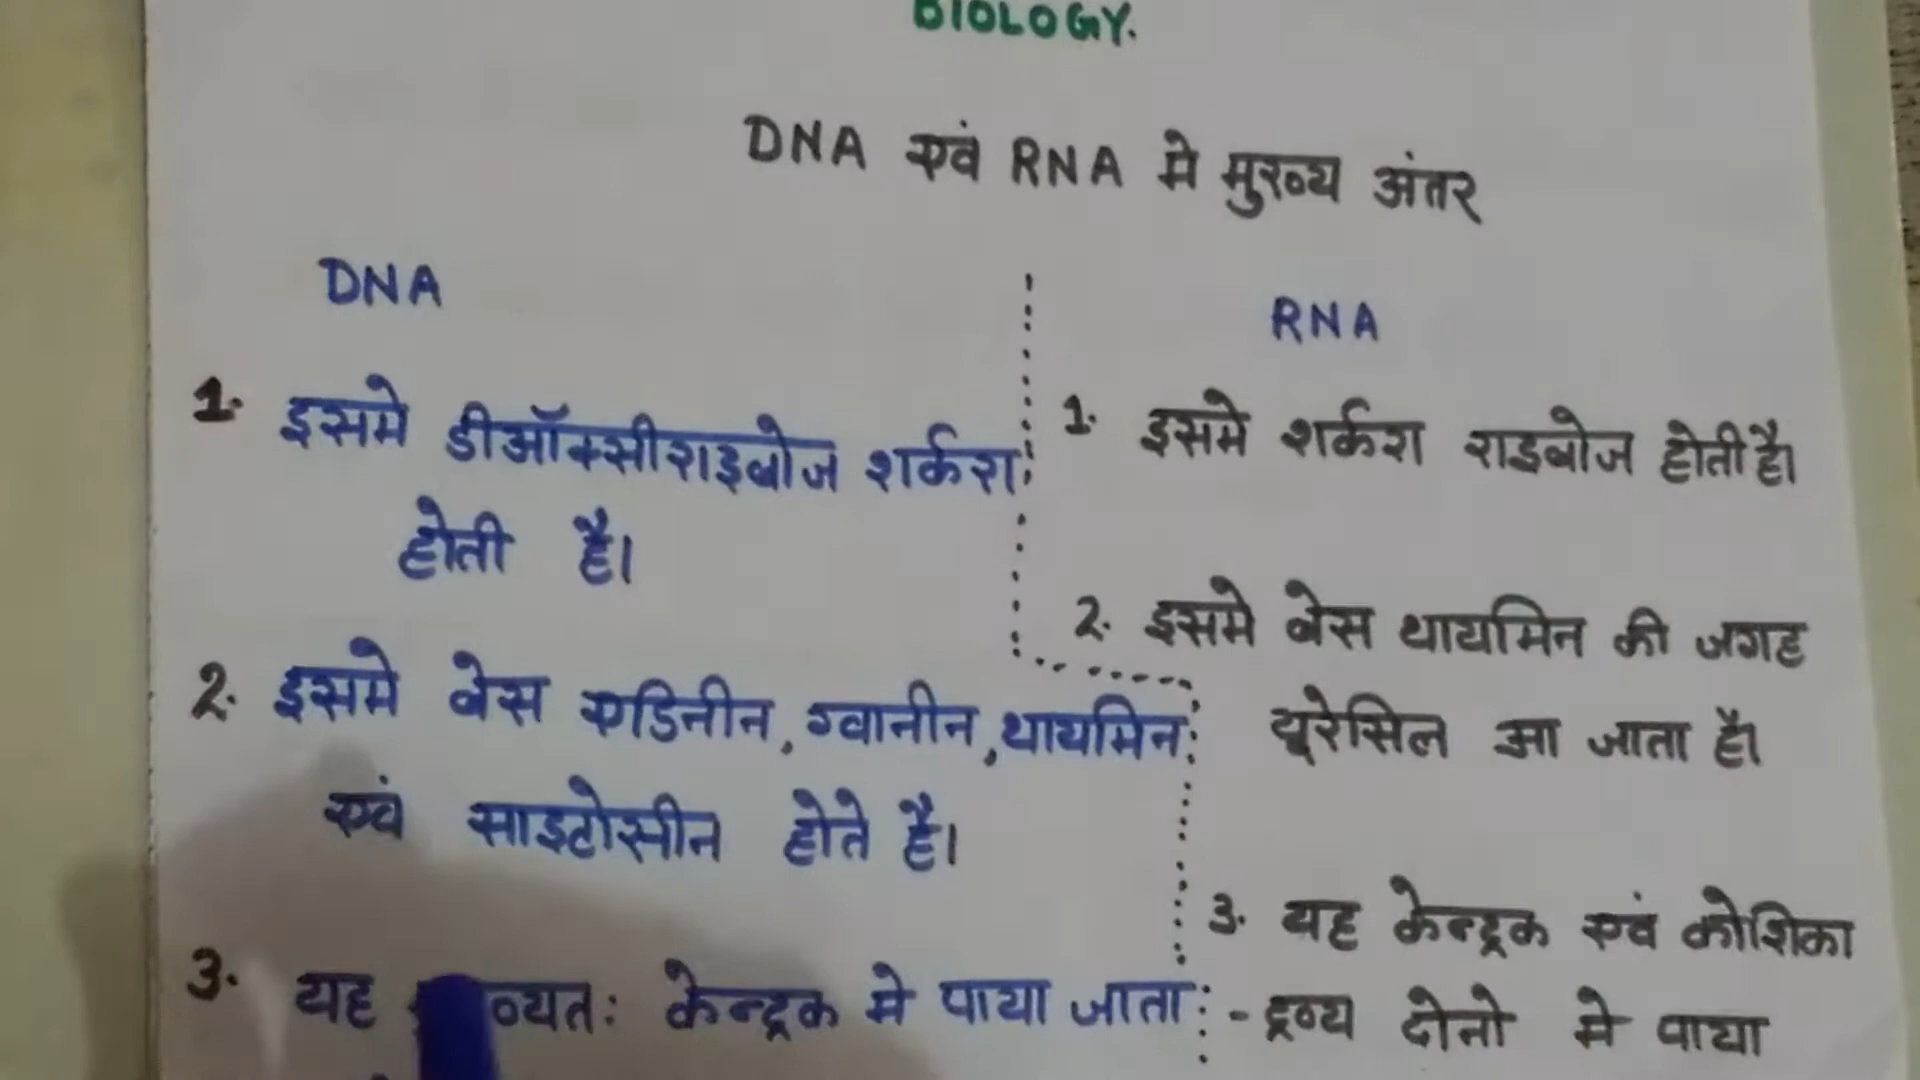 BIOLOGY.
DNA एवं RNA मे मुख्य अंतर
DNA
1. इसमे डीऑक्सीराइबोज शर्करा
होती है।
2. इसमे बेस एडिनीन, ग्वानीन, थायमिन
एवं साइटोसीन होते है।
3. यह केन्द्रक मे पाया जाता
RNA
1. इसमे शर्करा राइबोज होती है।
2. इसमे बेस थायमिन की जगह
यूरेसिल आ जाता है।
3. यह केन्द्रक एवं कोशिका
-द्रव्य दोनो मे पाया